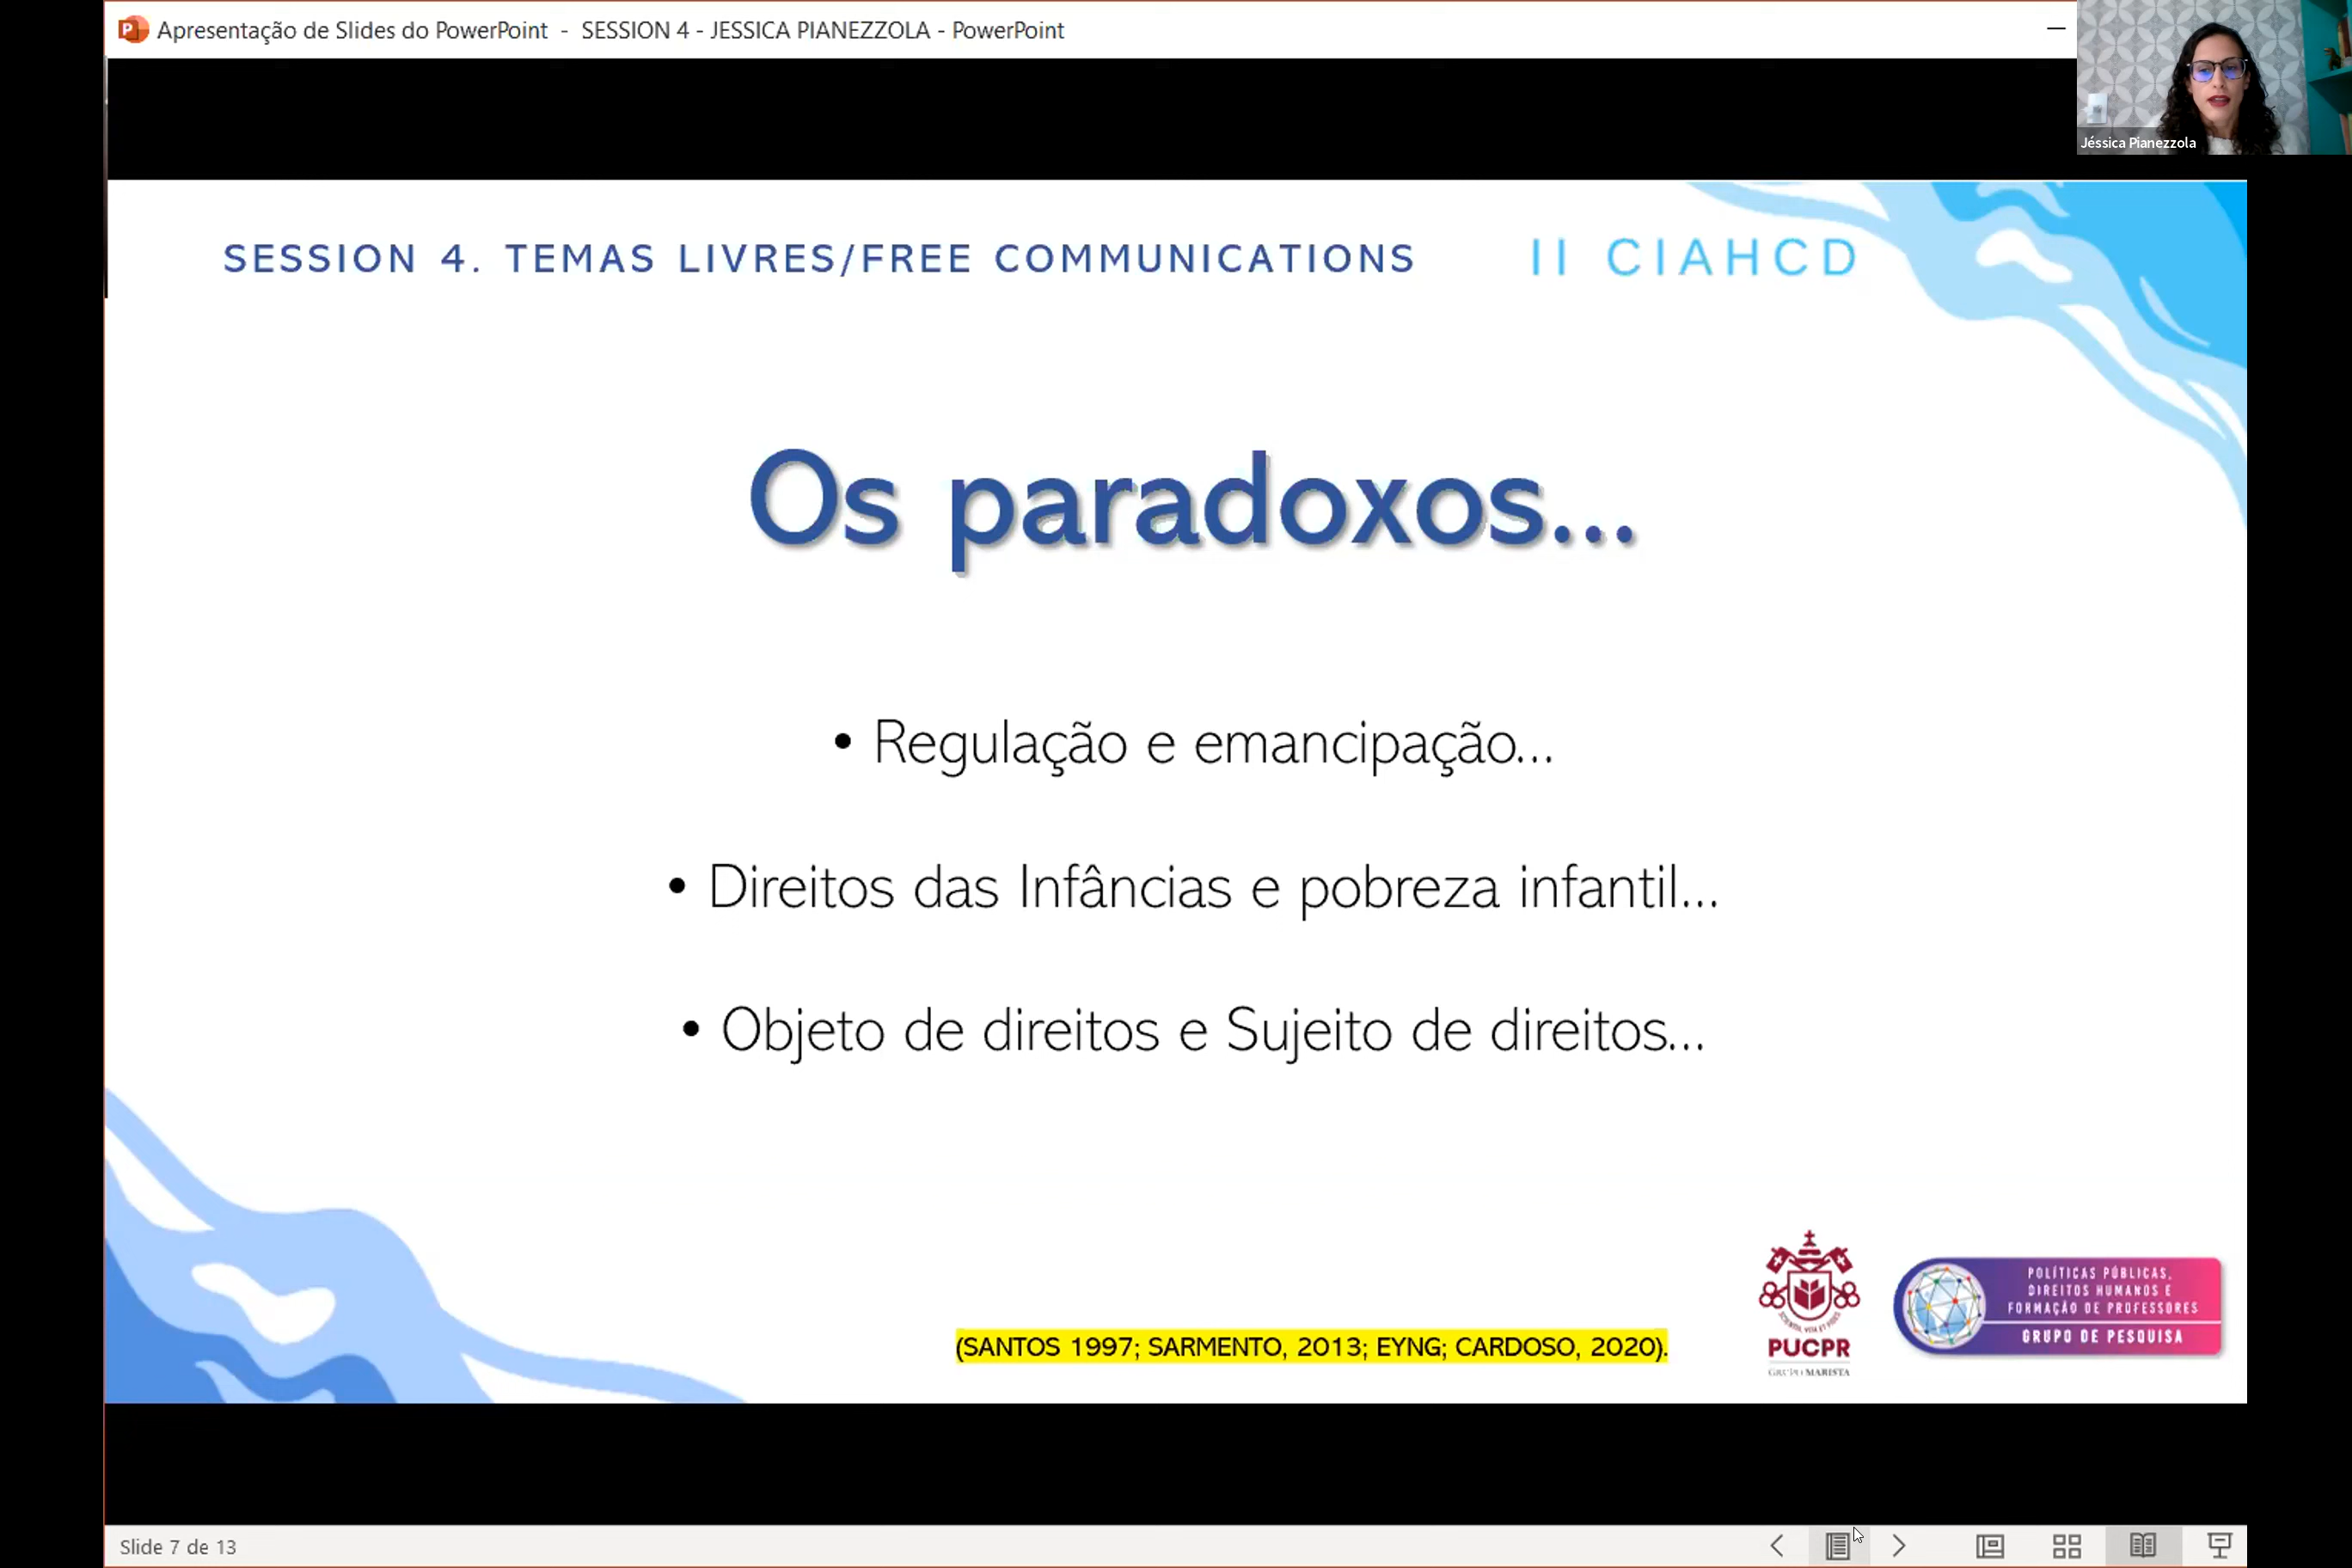 Apresentação de Slides do PowerPoint - SESSION 4 - JESSICA PIANEZZOLA - PowerPoint
Jéssica Pianezzola
SESSION 4. TEMAS LIVRES/FREE COMMUNICATIONS
II CIAHCD
Os paradoxos...
• Regulação e emancipação...
• Direitos das Infâncias e pobreza infantil...
• Objeto de direitos e Sujeito de direitos...
(SANTOS 1997; SARMENTO, 2013; EYNG; CARDOSO, 2020).
PUCPR
GRUPO MARISTA
POLÍTICAS PÚBLICAS,
DIREITOS HUMANOS E
FORMAÇÃO DE PROFESSORES
GRUPO DE PESQUISA
Slide 7 de 13